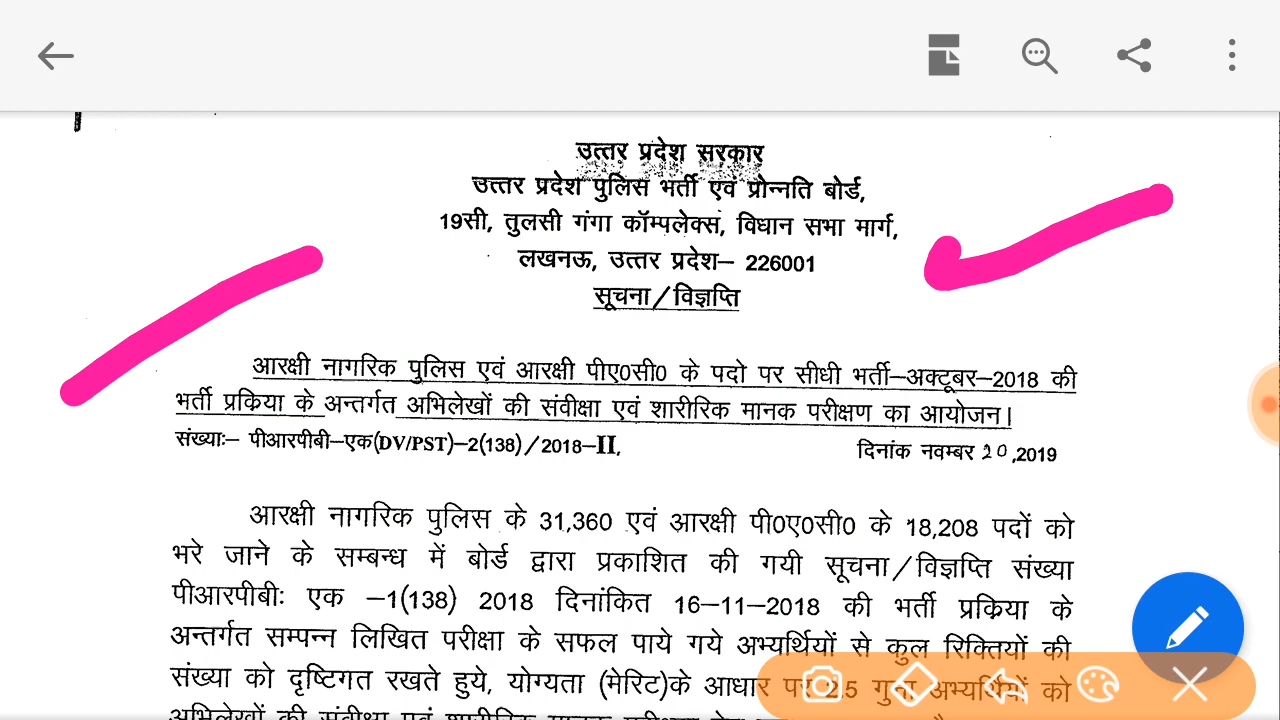 उत्तर प्रदेश सरकार
उत्तर प्रदेश पुलिस भर्ती एवं प्रोन्नति बोर्ड,
19सी, तुलसी गंगा कॉम्पलेक्स, विधान सभा मार्ग,
लखनऊ, उत्तर प्रदेश– 226001
सूचना/विज्ञप्ति
आरक्षी नागरिक पुलिस एवं आरक्षी पीए0सी0 के पदो पर सीधी भर्ती–अक्टूबर–2018 की
भर्ती प्रकिया के अन्तर्गत अभिलेखों की संवीक्षा एवं शारीरिक मानक परीक्षण का आयोजन।
संख्याः– पीआरपीबी–एक(DV/PST)–2(138)/2018–II,
दिनांक नवम्बर 20,2019
आरक्षी नागरिक पुलिस के 31,360 एवं आरक्षी पी0ए0सी0 के 18,208 पदों को
भरे जाने के सम्बन्ध में बोर्ड द्वारा प्रकाशित की गयी सूचना/विज्ञप्ति संख्या
पीआरपीबीः एक –1(138) 2018 दिनांकित 16–11–2018 की भर्ती प्रक्रिया के
अन्तर्गत सम्पन्न लिखित परीक्षा के सफल पाये गये अभ्यर्थियों से कुल रिक्तियों की
संख्या को दृष्टिगत रखते हुये, योग्यता (मेरिट)के आधार पर 2.5 गुना अभ्यर्थियों को
अभिलेखों की संवीक्षा एवं शारीरिक मानक परीक्षण